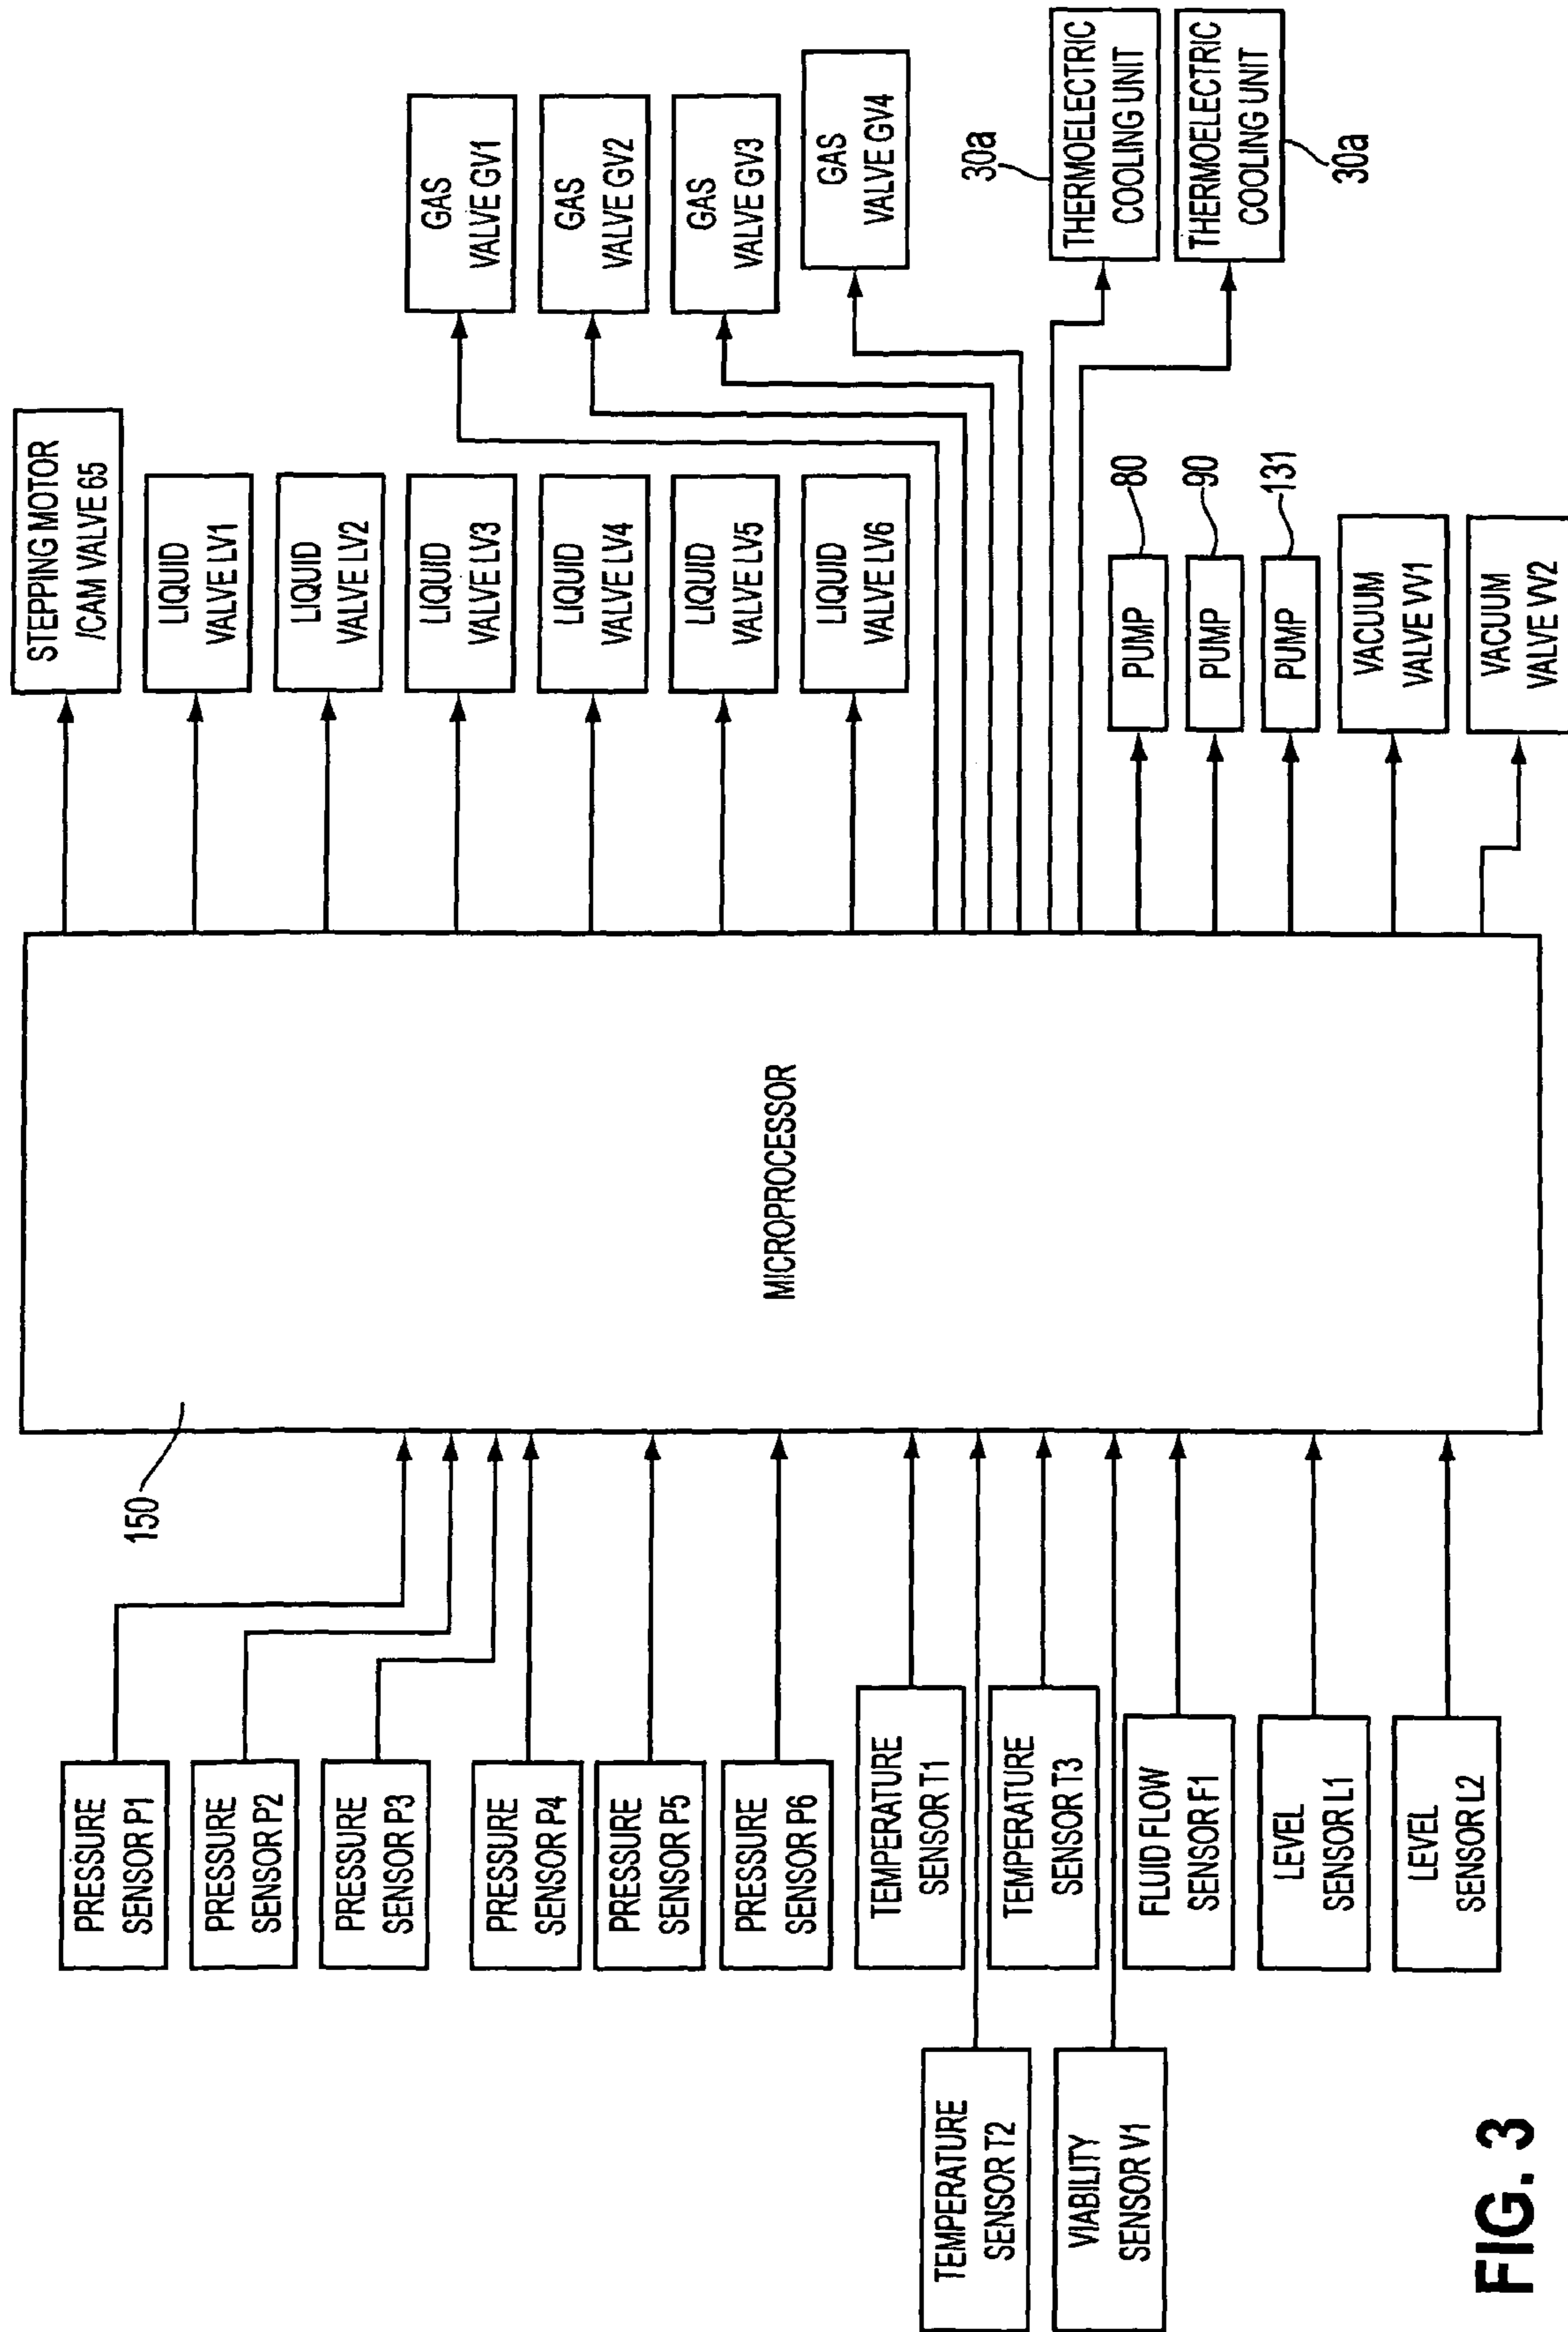 PRESSURE
SENSOR P1
PRESSURE
SENSOR P2
PRESSURE
SENSOR P3
PRESSURE
SENSOR P4
PRESSURE
SENSOR P5
PRESSURE
SENSOR P6
TEMPERATURE
SENSOR T1
TEMPERATURE
SENSOR T2
TEMPERATURE
SENSOR T3
VIABILITY
SENSOR V1
FLUID FLOW
SENSOR F1
LEVEL
SENSOR L1
LEVEL
SENSOR L2
150
MICROPROCESSOR
STEPPING MOTOR
/CAM VALVE 65
LIQUID
VALVE LV1
LIQUID
VALVE LV2
LIQUID
VALVE LV3
LIQUID
VALVE LV4
LIQUID
VALVE LV5
LIQUID
VALVE LV6
GAS
VALVE GV1
GAS
VALVE GV2
GAS
VALVE GV3
GAS
VALVE GV4
30a
THERMOELECTRIC
COOLING UNIT
THERMOELECTRIC
COOLING UNIT
30a
PUMP
80
PUMP
90
PUMP
131
VACUUM
VALVE VV1
VACUUM
VALVE VV2
FIG. 3